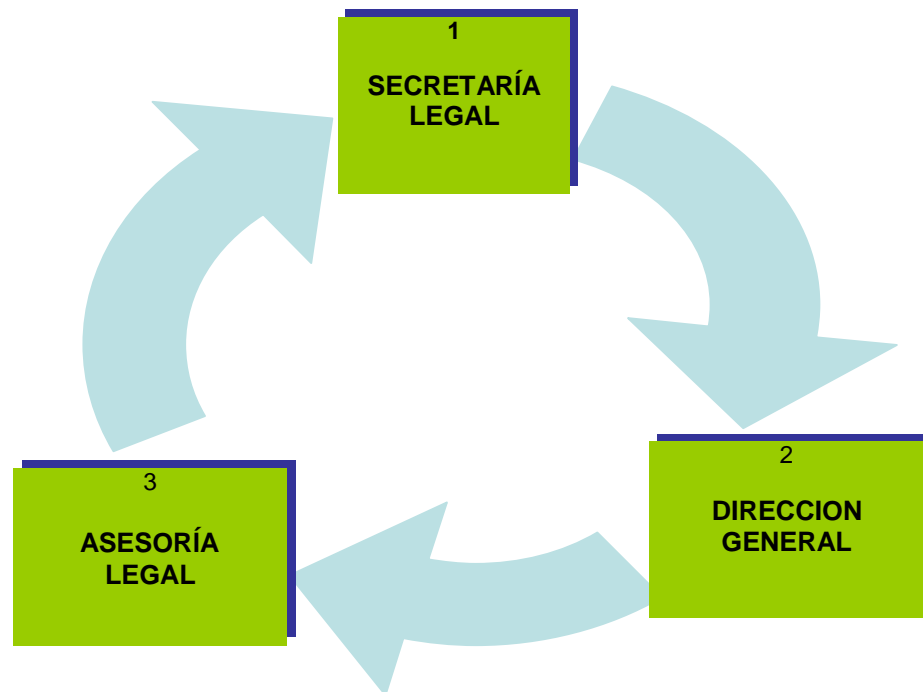 1
SECRETARÍA
LEGAL
2
DIRECCION
GENERAL
3
ASESORÍA
LEGAL